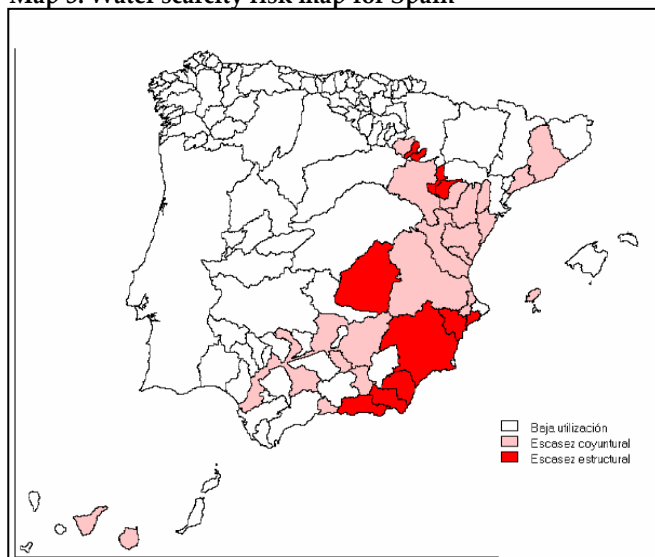 Map 3. Water scarcity risk map for Spain
Baja utilización
Escasez coyuntural
Escasez estructural